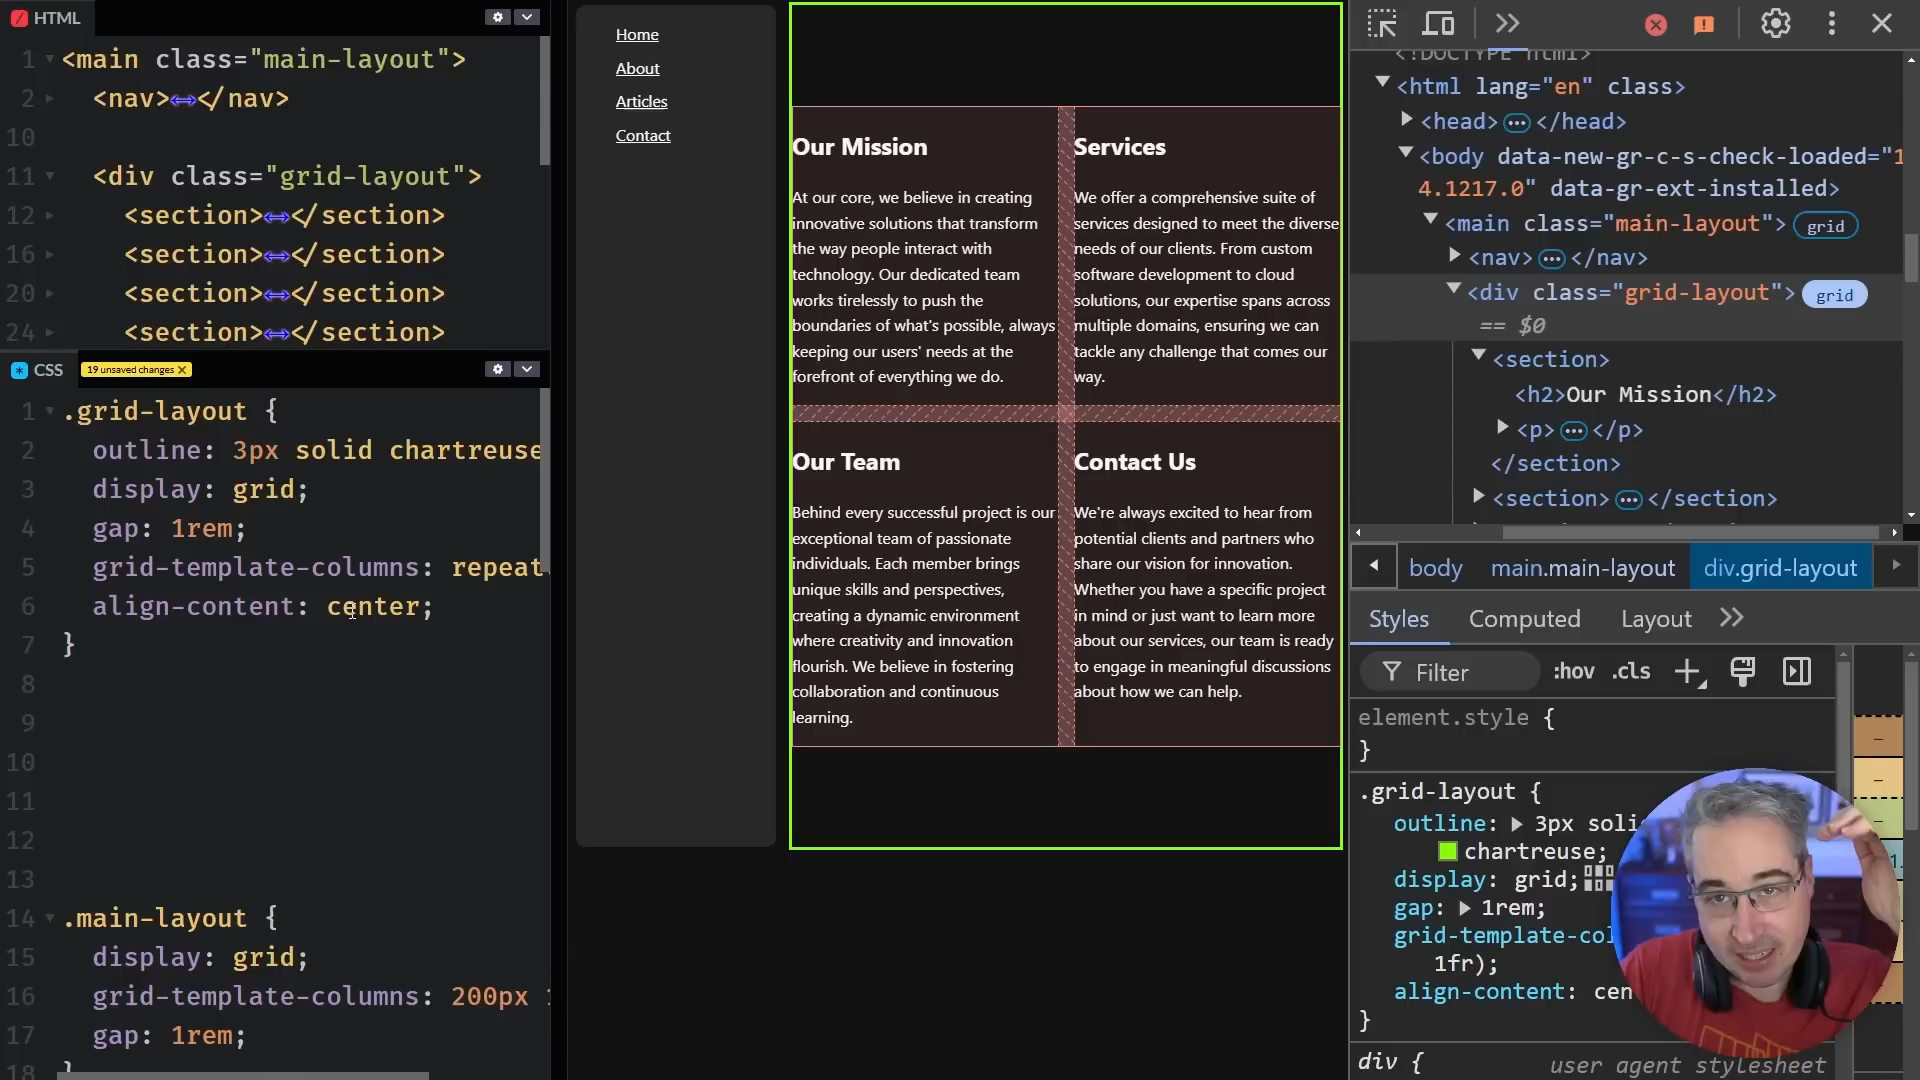 HTML
1 <main class="main-layout">
2 <nav></nav>
10
11 <div class="grid-layout">
12 <section></section>
16 <section></section>
20 <section></section>
24 <section></section>
CSS 19 unsaved changes X
1 .grid-layout {
2 outline: 3px solid chartreuse
3 display: grid;
4 gap: 1rem;
5 grid-template-columns: repeat
6 align-content: center;
7 }
8
9
10
11
12
13
14 .main-layout {
15 display: grid;
16 grid-template-columns: 200px 1
17 gap: 1rem;
18 }
Home
About
Articles
Contact
Our Mission
At our core, we believe in creating
innovative solutions that transform
the way people interact with
technology. Our dedicated team
works tirelessly to push the
boundaries of what's possible, always
keeping our users' needs at the
forefront of everything we do.
Services
We offer a comprehensive suite of
services designed to meet the diverse
needs of our clients. From custom
software development to cloud
solutions, our expertise spans across
multiple domains, ensuring we can
tackle any challenge that comes our
way.
Our Team
Behind every successful project is our
exceptional team of passionate
individuals. Each member brings
unique skills and perspectives,
creating a dynamic environment
where creativity and innovation
flourish. We believe in fostering
collaboration and continuous
learning.
Contact Us
We're always excited to hear from
potential clients and partners who
share our vision for innovation.
Whether you have a specific project
in mind or just want to learn more
about our services, our team is ready
to engage in meaningful discussions
about how we can help.
<!DOCTYPE html>
<html lang="en" class>
<head> … </head>
<body data-new-gr-c-s-check-loaded="1
4.1217.0" data-gr-ext-installed>
<main class="main-layout"> grid
<nav> … </nav>
<div class="grid-layout"> grid
== $0
<section>
<h2>Our Mission</h2>
<p> … </p>
</section>
<section> … </section>
body main.main-layout div.grid-layout
Styles Computed Layout
Filter :hov .cls
element.style {
}
.grid-layout {
outline: 3px soli
chartreuse;
display: grid;
gap: 1rem;
grid-template-col
1fr);
align-content: cen
}
div { user agent stylesheet